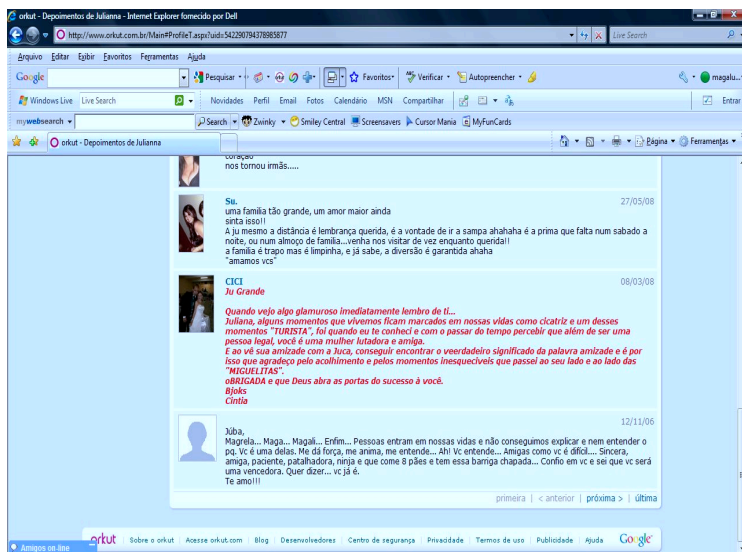 orkut - Depoimentos de Julianna - Internet Explorer fornecido por Dell
http://www.orkut.com.br/Main#ProfileT.aspx?uid=542290794378985877
Live Search
Arquivo Editar Exibir Favoritos Ferramentas Ajuda
Google Pesquisar Favoritos Verificar Autopreencher magalu...
Windows Live Live Search Novidades Perfil Email Fotos Calendário MSN Compartilhar Entrar
mywebsearch Search Zwinky Smiley Central Screensavers Cursor Mania MyFunCards
orkut - Depoimentos de Julianna Página Ferramentas
coração
nos tornou irmãs.....
Su. 27/05/08
uma familia tão grande, um amor maior ainda
sinta isso!!
A ju mesmo a distância é lembrança querida, é a vontade de ir a sampa ahahaha é a prima que falta num sabado a
noite, ou num almoço de familia...venha nos visitar de vez enquanto querida!!
a familia é trapo mas é limpinha, e já sabe, a diversão é garantida ahaha
"amamos vcs"
CICI 08/03/08
Ju Grande
Quando vejo algo glamuroso imediatamente lembro de ti...
Juliana, alguns momentos que vivemos ficam marcados em nossas vidas como cicatriz e um desses
momentos "TURISTA", foi quando eu te conheci e com o passar do tempo percebir que além de ser uma
pessoa legal, você é uma mulher lutadora e amiga.
E ao vê sua amizade com a Juca, conseguir encontrar o veerdadeiro significado da palavra amizade e é por
isso que agradeço pelo acolhimento e pelos momentos inesqueciveis que passei ao seu lado e ao lado das
"MIGUELITAS".
oBRIGADA e que Deus abra as portas do sucesso à você.
Bjoks
Cintia
12/11/06
Júba,
Magrela... Maga... Magali... Enfim... Pessoas entram em nossas vidas e não conseguimos explicar e nem entender o
pq. Vc é uma delas. Me dá força, me anima, me entende... Ah! Vc entende... Amigas como vc é dificil.... Sincera,
amiga, paciente, patalhadora, ninja e que come 8 pães e tem essa barriga chapada... Confio em vc e sei que vc será
uma vencedora. Quer dizer... vc já é.
Te amo!!!
primeira | < anterior | próxima > | última
orkut Sobre o orkut | Acesse orkut.com | Blog | Desenvolvedores | Centro de segurança | Privacidade | Termos de uso | Publicidade | Ajuda Google
Amigos on-line